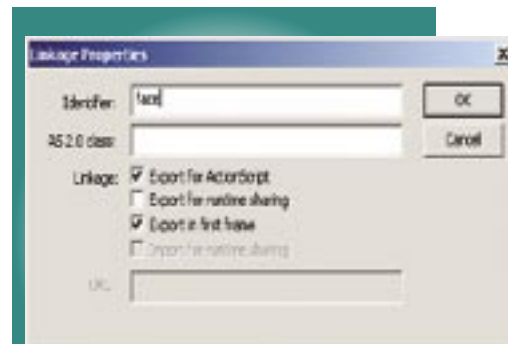 Linkage Properties
Identifier: face
OK
AS 2.0 class:
Cancel
Linkage: Export for ActionScript
Export for runtime sharing
Export in first frame
Import for runtime sharing
URL: